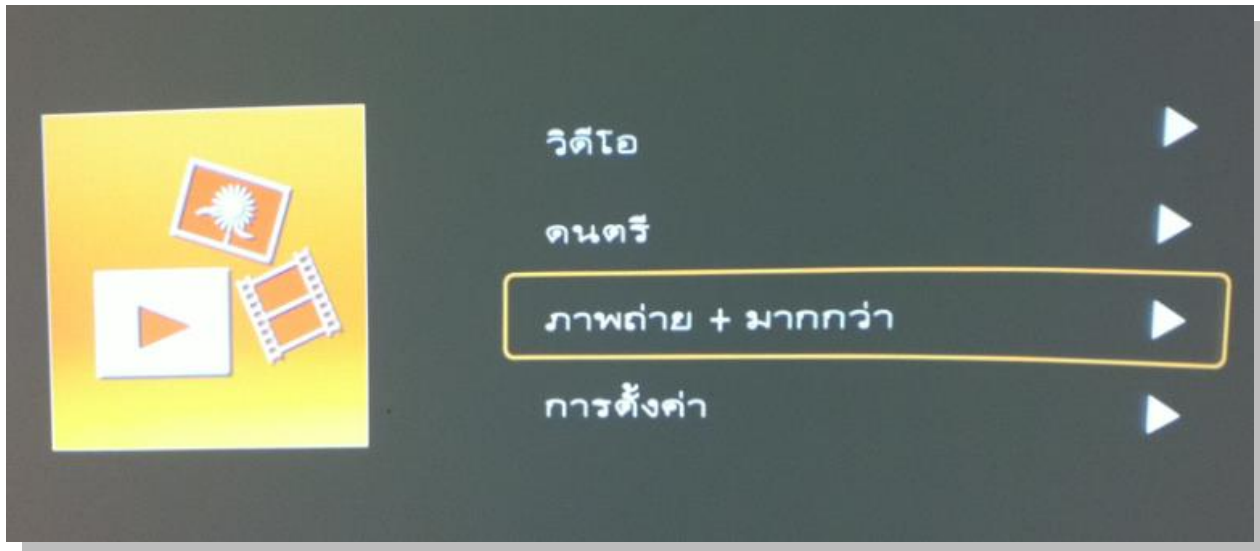 วิดีโอ
ดนตรี
ภาพถ่าย + มากกว่า
การตั้งค่า